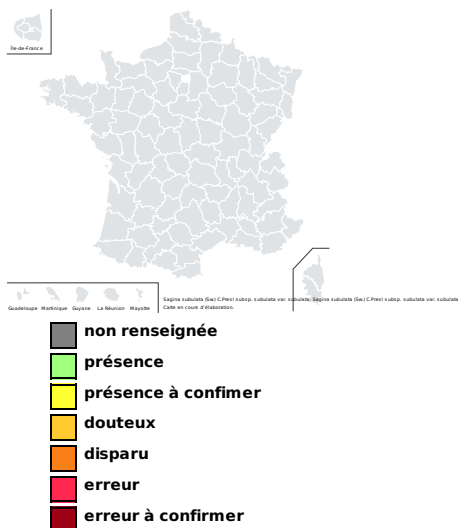 Île-de-France
Guadeloupe Martinique Guyane La Réunion Mayotte
Sagina subulata (Sw.) C.Presl subsp. subulata var. subulata, Sagina subulata (Sw.) C.Presl subsp. subulata var. subulata
Carte en cours d'élaboration.
non renseignée
présence
présence à confimer
douteux
disparu
erreur
erreur à confirmer